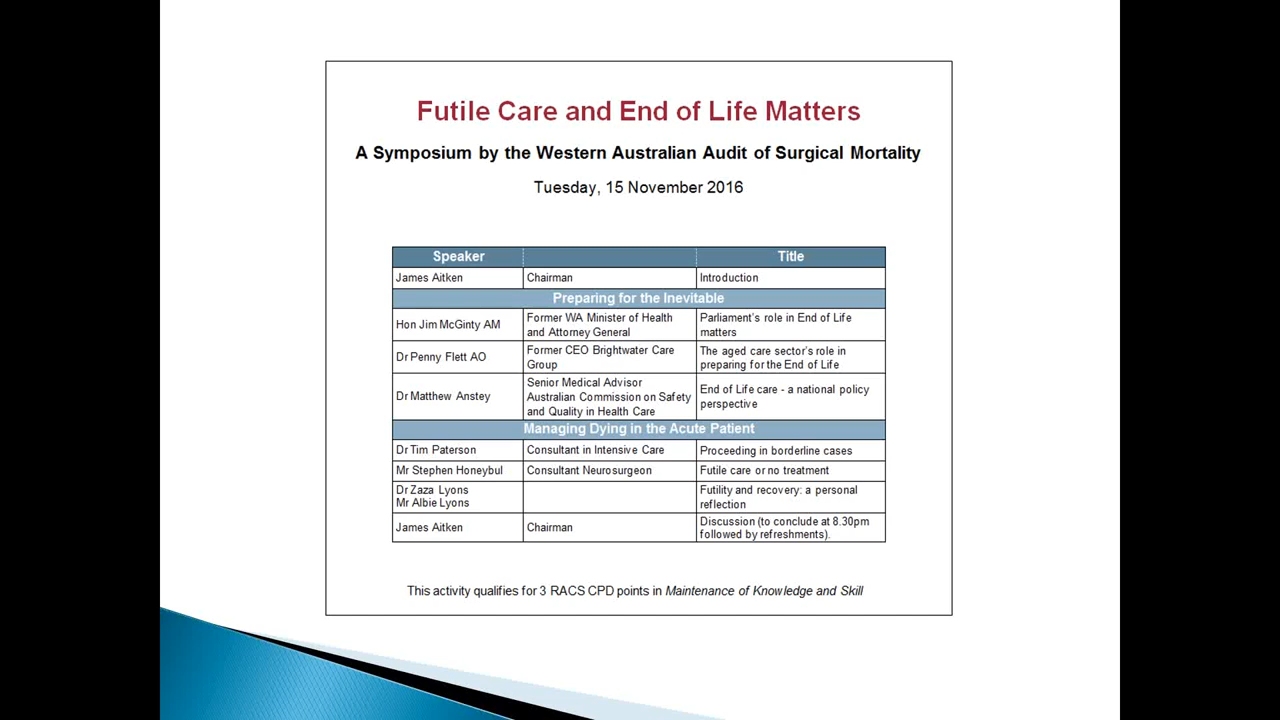 Futile Care and End of Life Matters
A Symposium by the Western Australian Audit of Surgical Mortality
Tuesday, 15 November 2016
Speaker Title
James Aitken Chairman Introduction
Preparing for the Inevitable
Hon Jim McGinty AM
Former WA Minister of Health
and Attorney General
Parliament's role in End of Life
matters
Dr Penny Flett AO
Former CEO Brightwater Care
Group
The aged care sector's role in
preparing for the End of Life
Dr Matthew Anstey
Senior Medical Advisor
Australian Commission on Safety
and Quality in Health Care
End of Life care - a national policy
perspective
Managing Dying in the Acute Patient
Dr Tim Paterson Consultant in Intensive Care Proceeding in borderline cases
Mr Stephen Honeybul Consultant Neurosurgeon Futile care or no treatment
Dr Zaza Lyons
Mr Albie Lyons
Futility and recovery: a personal
reflection
James Aitken Chairman
Discussion (to conclude at 8.30pm
followed by refreshments).
This activity qualifies for 3 RACS CPD points in Maintenance of Knowledge and Skill